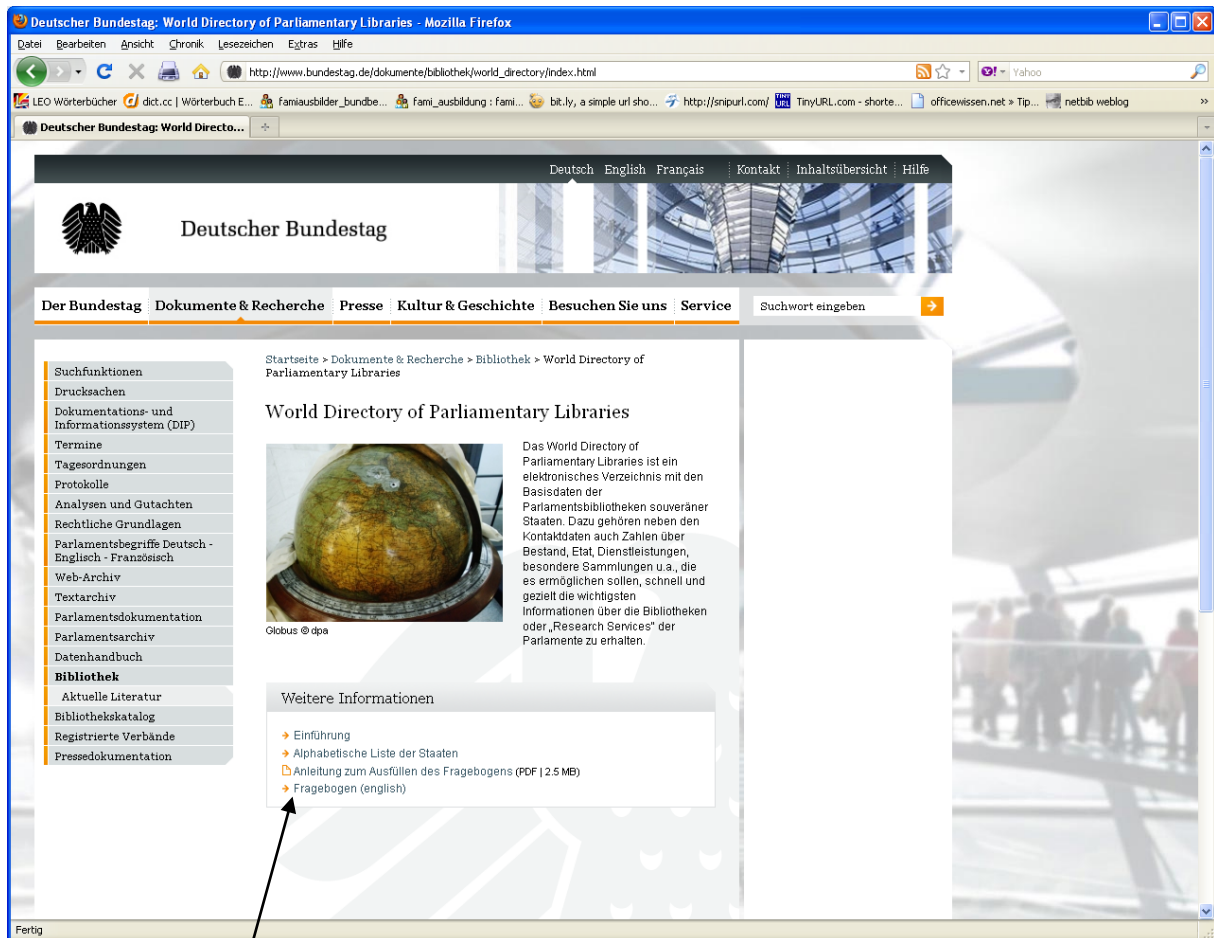 Deutscher Bundestag: World Directory of Parliamentary Libraries - Mozilla Firefox
Datei Bearbeiten Ansicht Chronik Lesezeichen Extras Hilfe
http://www.bundestag.de/dokumente/bibliothek/world_directory/index.html
Yahoo
LEO Wörterbücher dict.cc | Wörterbuch E... famiausbilder_bundbe... fami_ausbildung : fami... bit.ly, a simple url sho... http://snipurl.com/ TinyURL.com - shorte... officewissen.net » Tip... netbib weblog »
Deutscher Bundestag: World Directo...
Deutsch English Français Kontakt Inhaltsübersicht Hilfe
Deutscher Bundestag
Der Bundestag Dokumente & Recherche Presse Kultur & Geschichte Besuchen Sie uns Service Suchwort eingeben
Suchfunktionen
Drucksachen
Dokumentations- und
Informationssystem (DIP)
Termine
Tagesordnungen
Protokolle
Analysen und Gutachten
Rechtliche Grundlagen
Parlamentsbegriffe Deutsch -
Englisch - Französisch
Web-Archiv
Textarchiv
Parlamentsdokumentation
Parlamentsarchiv
Datenhandbuch
Bibliothek
Aktuelle Literatur
Bibliothekskatalog
Registrierte Verbände
Pressedokumentation
Startseite > Dokumente & Recherche > Bibliothek > World Directory of
Parliamentary Libraries
World Directory of Parliamentary Libraries
Globus © dpa
Das World Directory of
Parliamentary Libraries ist ein
elektronisches Verzeichnis mit den
Basisdaten der
Parlamentsbibliotheken souveräner
Staaten. Dazu gehören neben den
Kontaktdaten auch Zahlen über
Bestand, Etat, Dienstleistungen,
besondere Sammlungen u.a., die
es ermöglichen sollen, schnell und
gezielt die wichtigsten
Informationen über die Bibliotheken
oder „Research Services" der
Parlamente zu erhalten.
Weitere Informationen
Einführung
Alphabetische Liste der Staaten
Anleitung zum Ausfüllen des Fragebogens (PDF | 2.5 MB)
Fragebogen (english)
Fertig